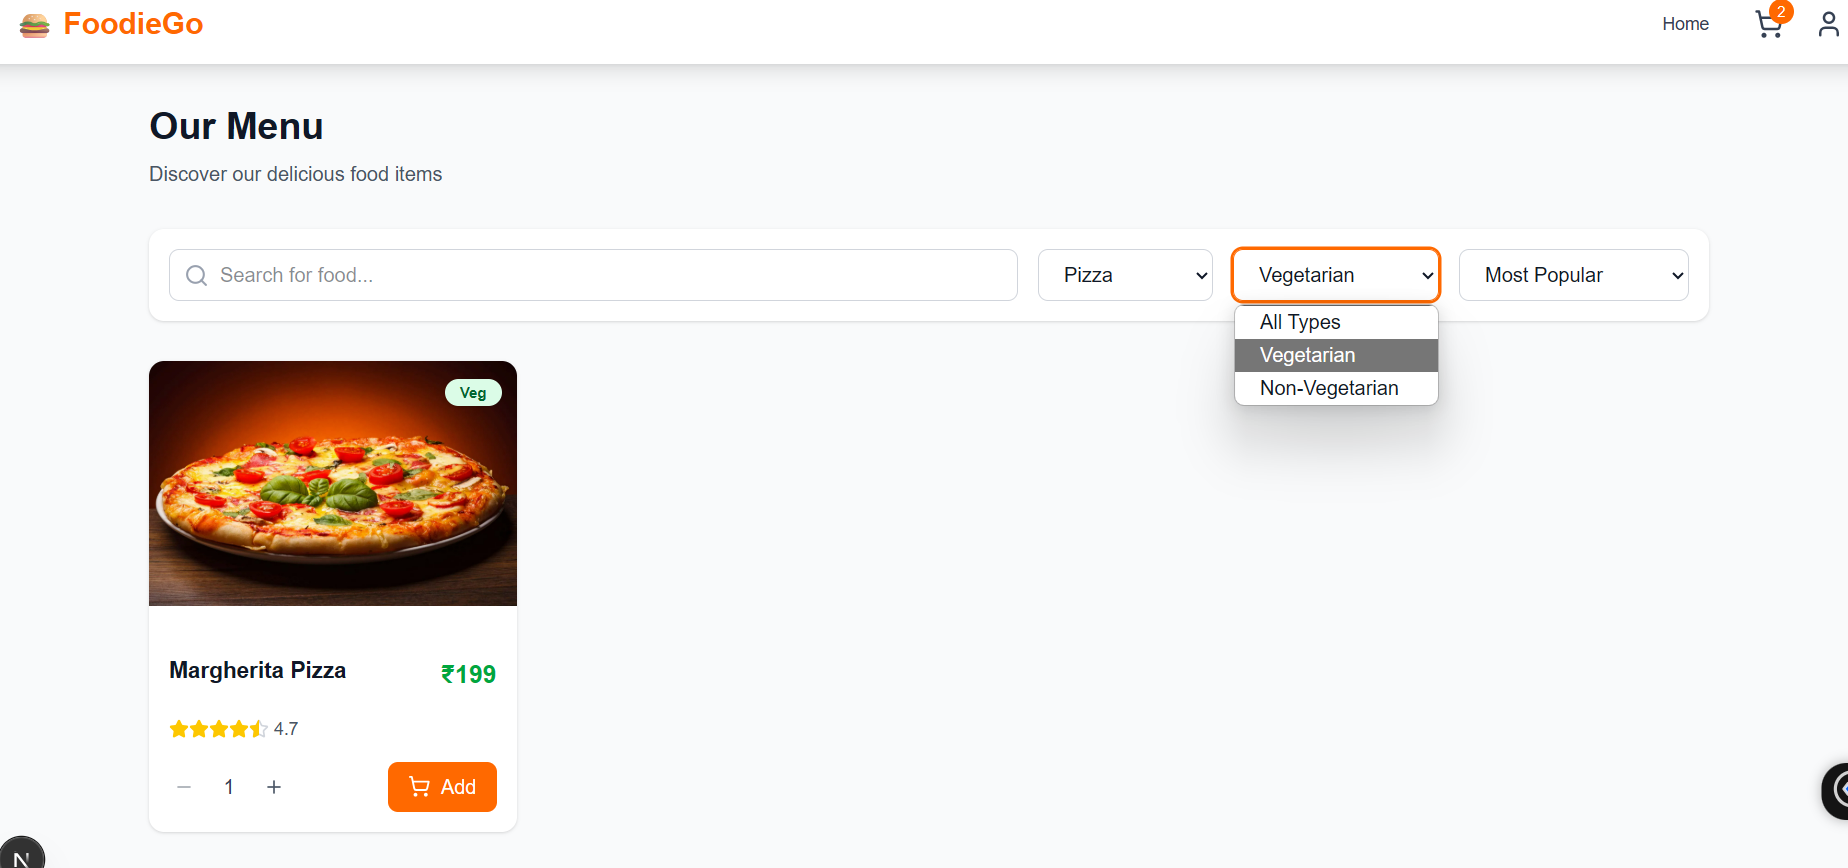 FoodieGo
Home
2
Our Menu
Discover our delicious food items
Search for food...
Pizza
Vegetarian
Most Popular
All Types
Vegetarian
Non-Vegetarian
Veg
Margherita Pizza
₹199
4.7
1
Add
N